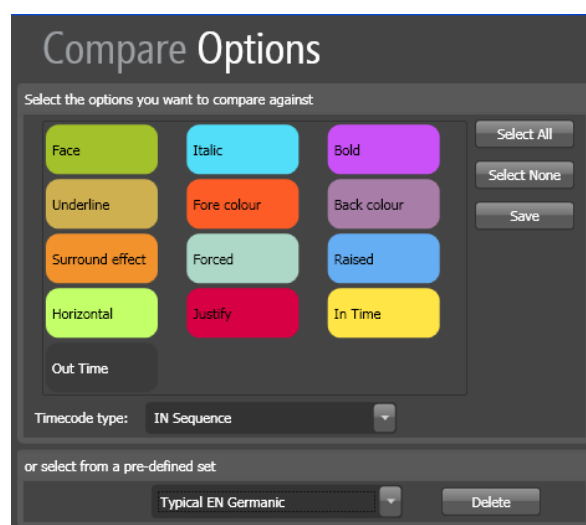 Compare Options
Select the options you want to compare against
Face Italic Bold Select All
Underline Fore colour Back colour Select None
Surround effect Forced Raised Save
Horizontal Justify In Time
Out Time
Timecode type: IN Sequence
or select from a pre-defined set
Typical EN Germanic Delete